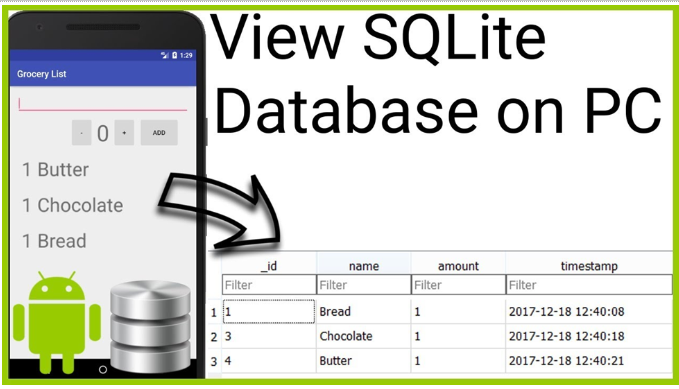 View SQLite
Database on PC
1:29
Grocery List
- 0 + ADD
1 Butter
1 Chocolate
1 Bread
_id name amount timestamp
Filter Filter Filter Filter
1 1 Bread 1 2017-12-18 12:40:08
2 3 Chocolate 1 2017-12-18 12:40:18
3 4 Butter 1 2017-12-18 12:40:21